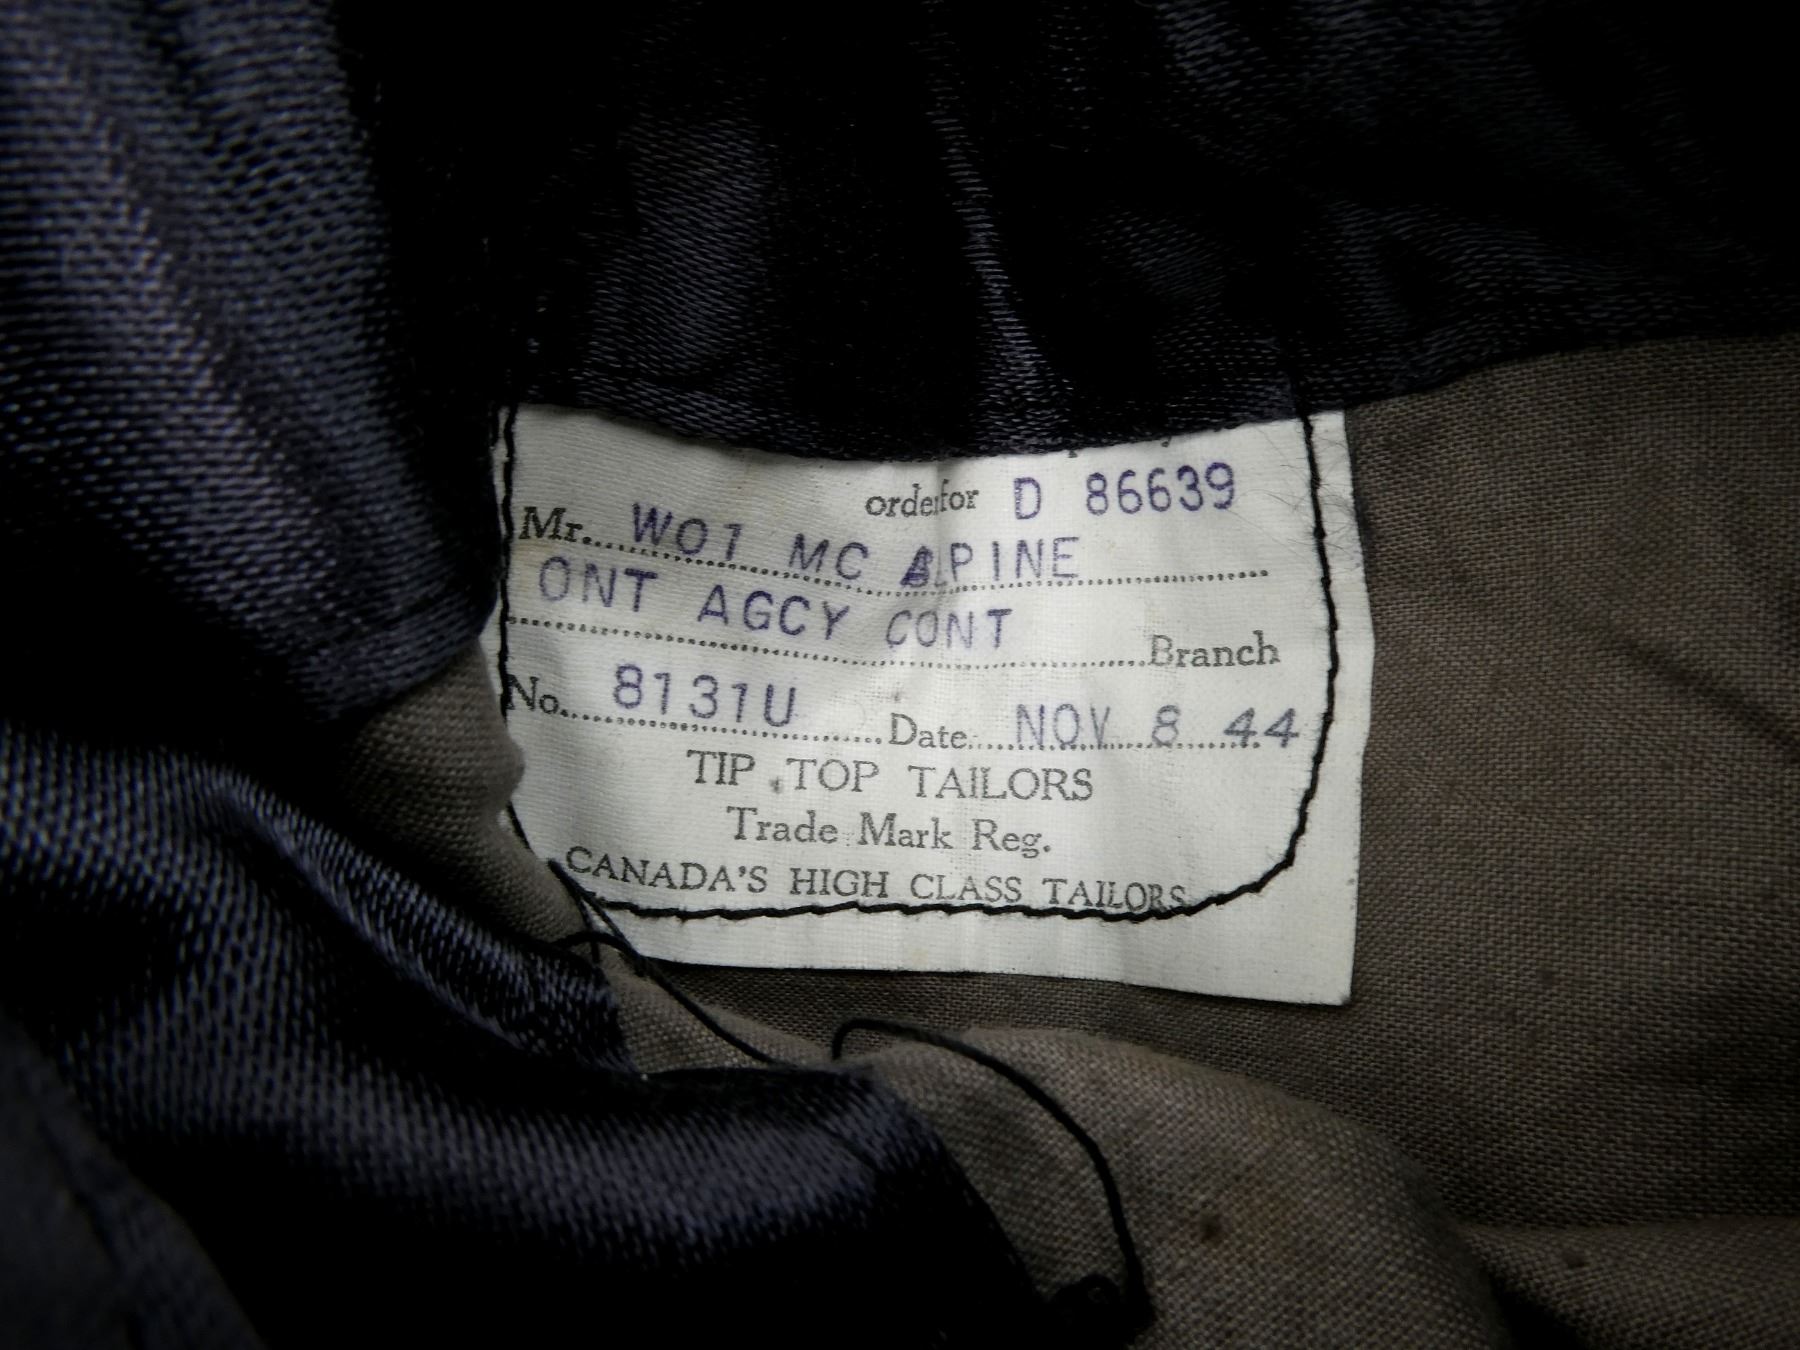 order for D 86639
Mr. WO1 MC ALPINE
ONT AGCY CONT Branch
No. 8131U Date NOV 8 44
TIP TOP TAILORS
Trade Mark Reg.
CANADA'S HIGH CLASS TAILORS